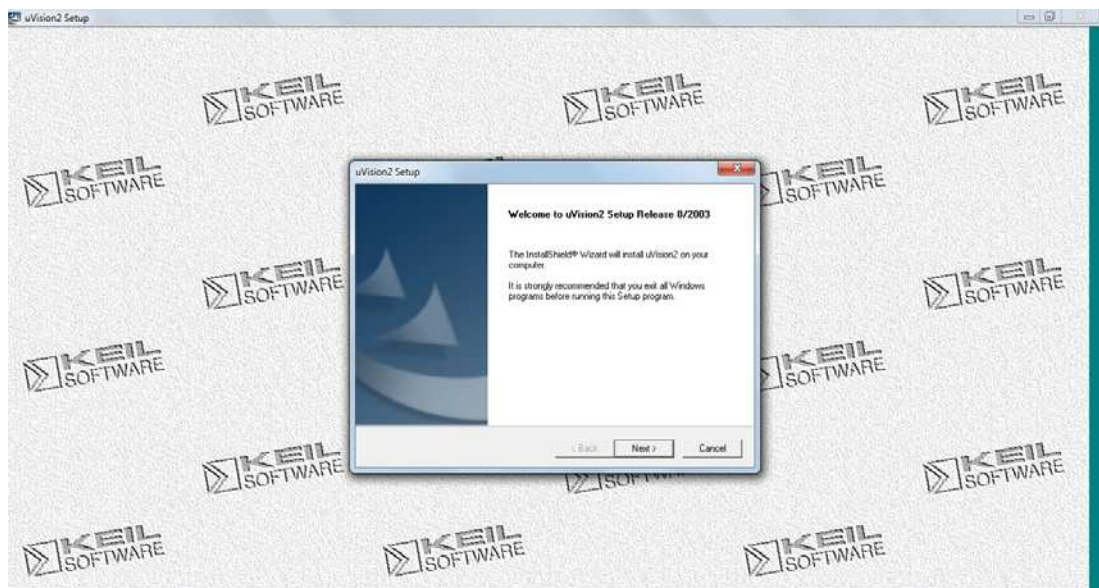 uVision2 Setup
KEIL SOFTWARE
KEIL SOFTWARE
KEIL SOFTWARE
KEIL SOFTWARE
KEIL SOFTWARE
uVision2 Setup
Welcome to uVision2 Setup Release 8/2003
The InstallShield® Wizard will install uVision2 on your
computer.
It is strongly recommended that you exit all Windows
programs before running this Setup program.
KEIL SOFTWARE
KEIL SOFTWARE
KEIL SOFTWARE
KEIL SOFTWARE
< Back
Next >
Cancel
KEIL SOFTWARE
SOFTWARE
KEIL SOFTWARE
KEIL SOFTWARE
KEIL SOFTWARE
KEIL SOFTWARE